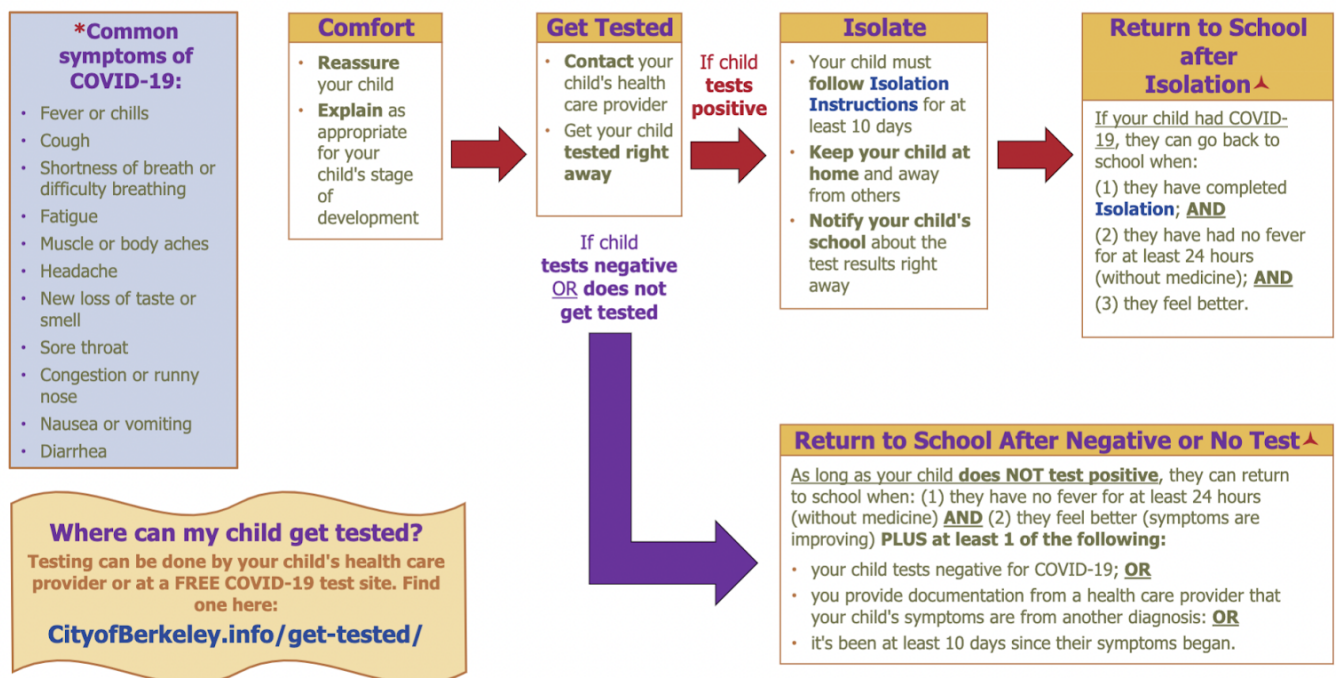 *Common
symptoms of
COVID-19:
• Fever or chills
• Cough
• Shortness of breath or
difficulty breathing
• Fatigue
• Muscle or body aches
• Headache
• New loss of taste or
smell
• Sore throat
• Congestion or runny
nose
• Nausea or vomiting
• Diarrhea
Comfort
• Reassure
your child
• Explain as
appropriate
for your
child's stage
of
development
Get Tested
• Contact your
child's health
care provider
• Get your child
tested right
away
If child
tests
positive
Isolate
• Your child must
follow Isolation
Instructions for at
least 10 days
• Keep your child at
home and away
from others
• Notify your child's
school about the
test results right
away
Return to School
after
Isolation
If your child had COVID-
19, they can go back to
school when:
(1) they have completed
Isolation; AND
(2) they have had no fever
for at least 24 hours
(without medicine); AND
(3) they feel better.
If child
tests negative
OR does not
get tested
Return to School After Negative or No Test
As long as your child does NOT test positive, they can return
to school when: (1) they have no fever for at least 24 hours
(without medicine) AND (2) they feel better (symptoms are
improving) PLUS at least 1 of the following:
• your child tests negative for COVID-19; OR
• you provide documentation from a health care provider that
your child's symptoms are from another diagnosis: OR
• it's been at least 10 days since their symptoms began.
Where can my child get tested?
Testing can be done by your child's health care
provider or at a FREE COVID-19 test site. Find
one here:
CityofBerkeley.info/get-tested/